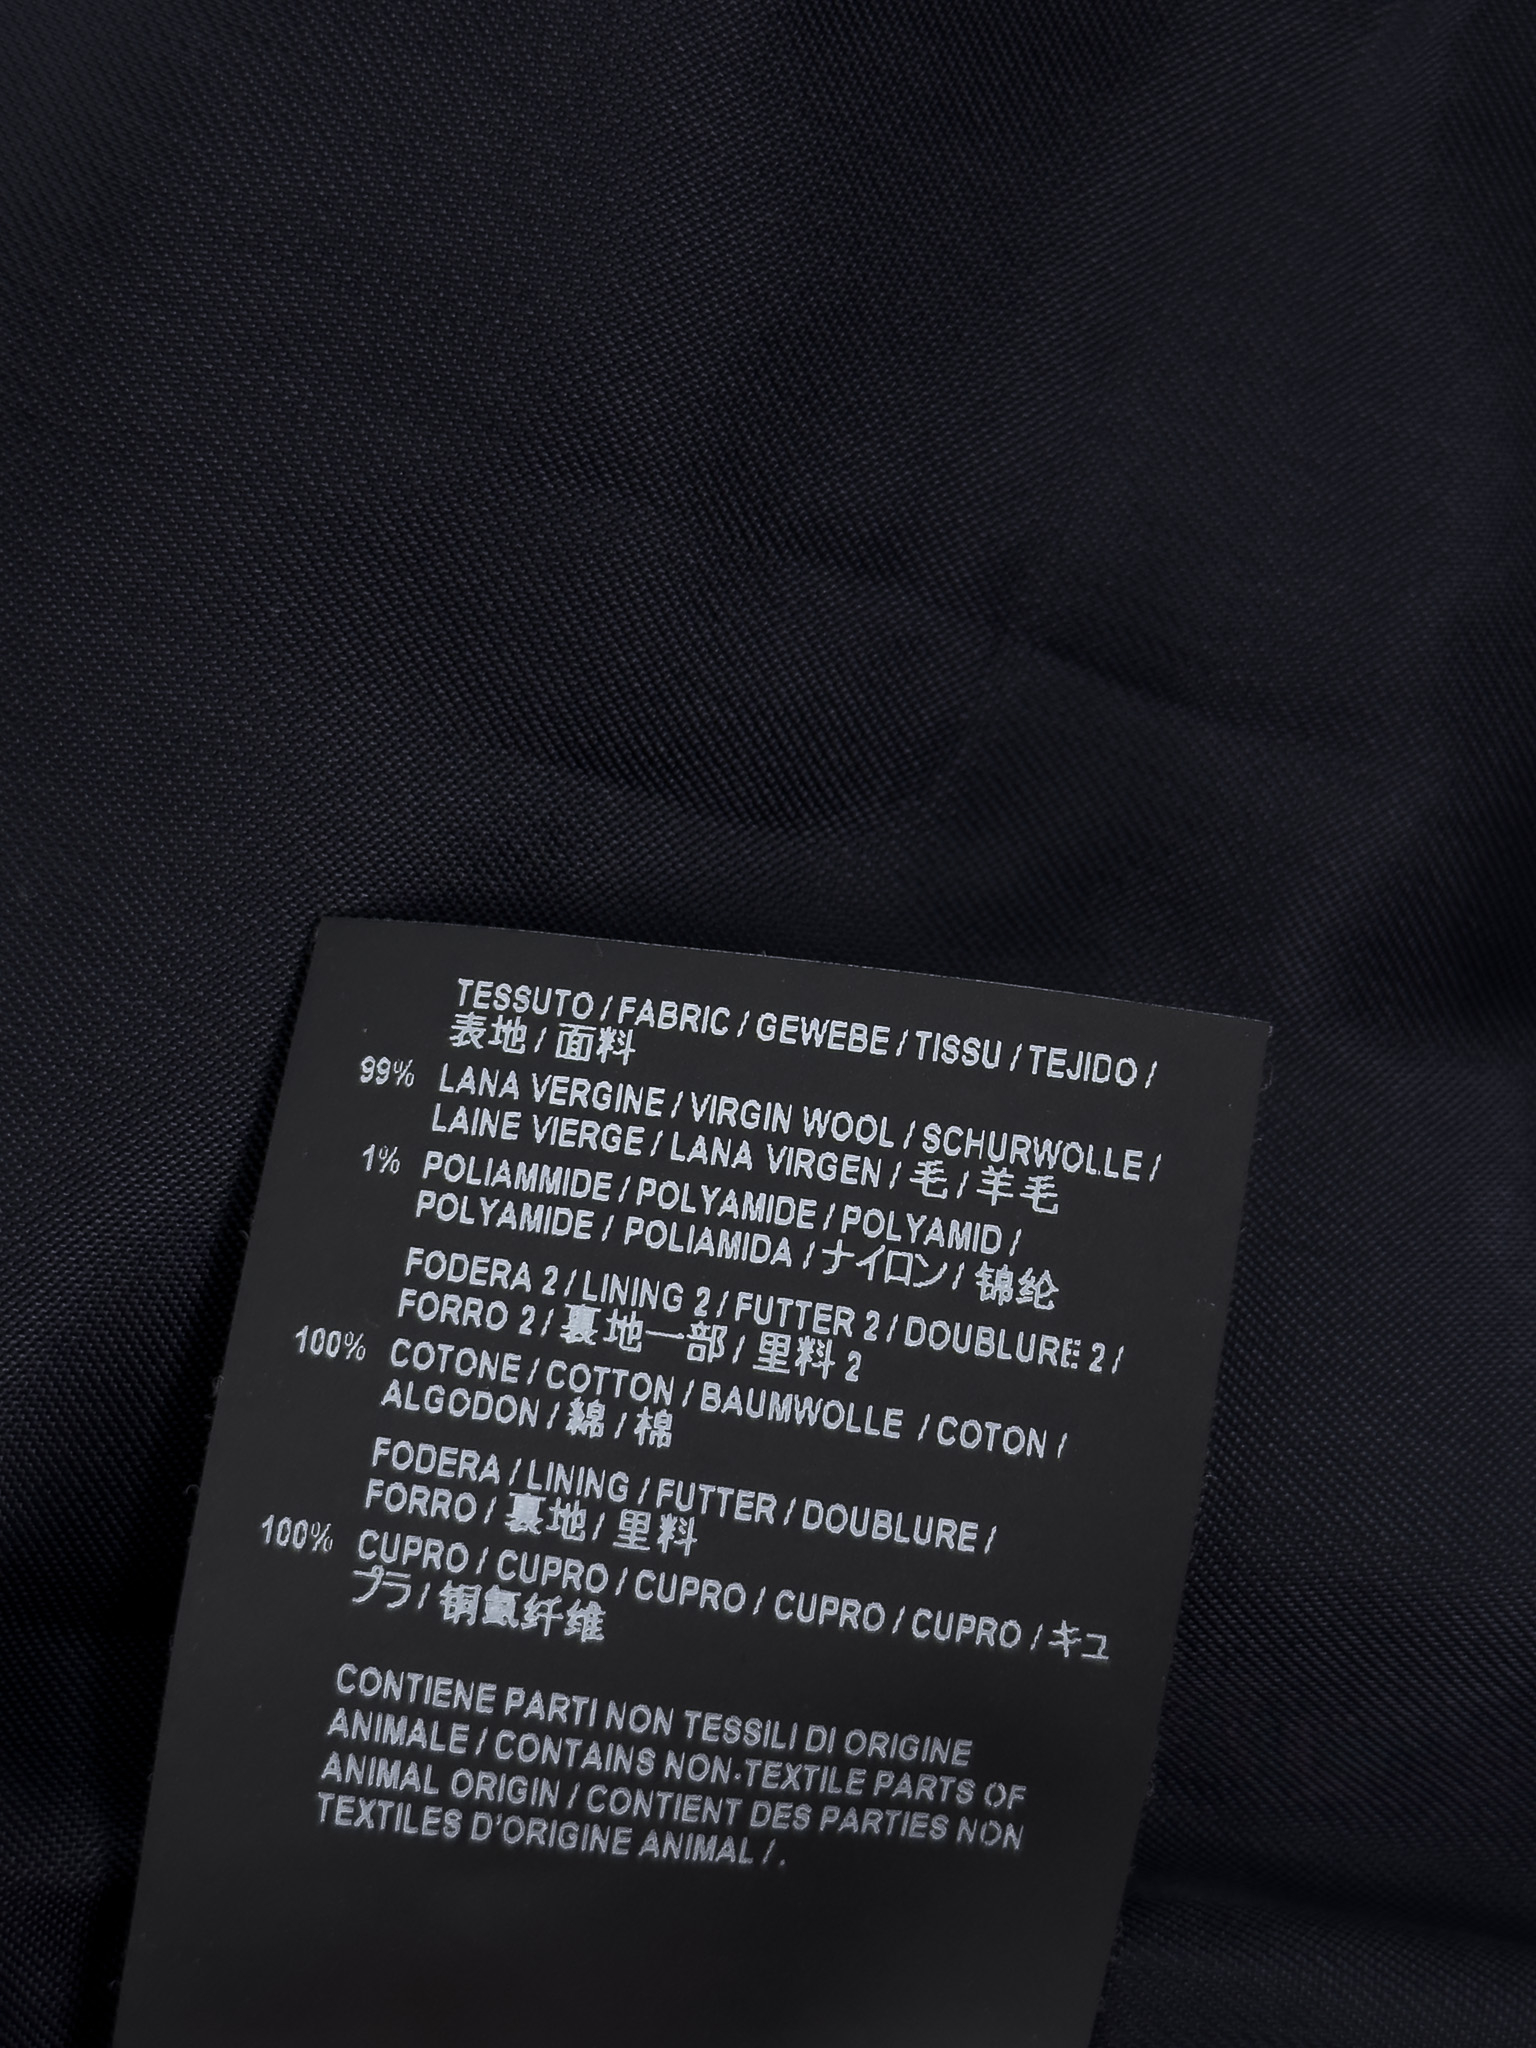 TESSUTO / FABRIC / GEWEBE / TISSU / TEJIDO /
表地 / 面料
99% LANA VERGINE / VIRGIN WOOL / SCHURWOLLE /
LAINE VIERGE / LANA VIRGEN / 毛 / 羊毛
1% POLIAMMIDE / POLYAMIDE / POLYAMID /
POLYAMIDE / POLIAMIDA / ナイロン / 锦纶
FODERA 2 / LINING 2 / FUTTER 2 / DOUBLURE 2 /
FORRO 2 / 裏地一部 / 里料 2
100% COTONE / COTTON / BAUMWOLLE / COTON /
ALGODON / 綿 / 棉
FODERA / LINING / FUTTER / DOUBLURE /
FORRO / 裏地 / 里料
100% CUPRO / CUPRO / CUPRO / CUPRO / CUPRO / キュ
プラ / 铜氨纤维
CONTIENE PARTI NON TESSILI DI ORIGINE
ANIMALE / CONTAINS NON-TEXTILE PARTS OF
ANIMAL ORIGIN / CONTIENT DES PARTIES NON
TEXTILES D'ORIGINE ANIMAL / .